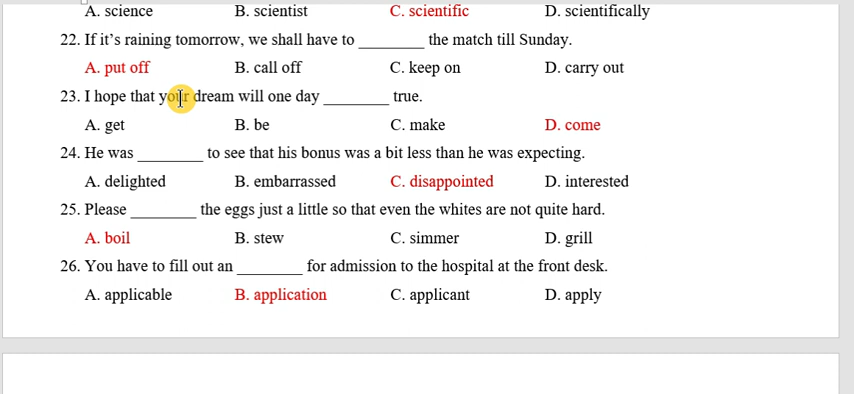 A. science B. scientist C. scientific D. scientifically
22. If it's raining tomorrow, we shall have to ________ the match till Sunday.
A. put off B. call off C. keep on D. carry out
23. I hope that your dream will one day ________ true.
A. get B. be C. make D. come
24. He was ________ to see that his bonus was a bit less than he was expecting.
A. delighted B. embarrassed C. disappointed D. interested
25. Please ________ the eggs just a little so that even the whites are not quite hard.
A. boil B. stew C. simmer D. grill
26. You have to fill out an ________ for admission to the hospital at the front desk.
A. applicable B. application C. applicant D. apply